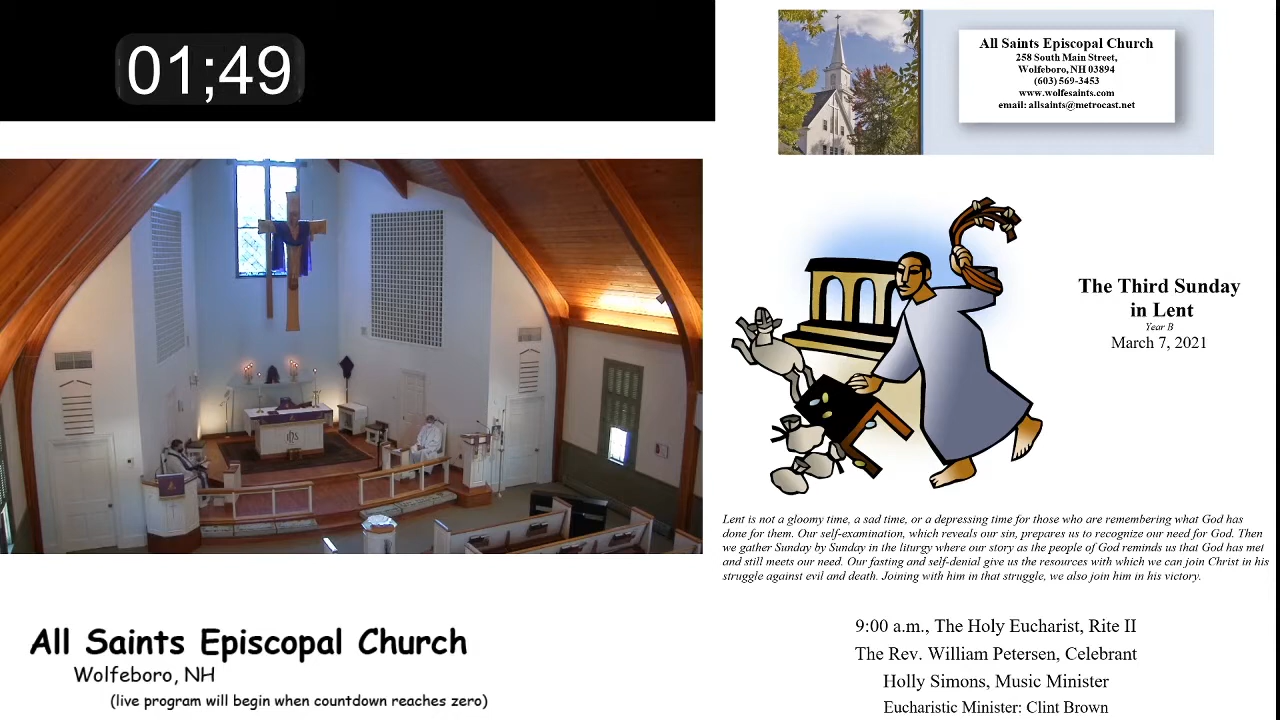 01;49
All Saints Episcopal Church
Wolfeboro, NH
(live program will begin when countdown reaches zero)
All Saints Episcopal Church
258 South Main Street,
Wolfeboro, NH 03894
(603) 569-3453
www.wolfesaints.com
email: allsaints@metrocast.net
The Third Sunday
in Lent
Year B
March 7, 2021
Lent is not a gloomy time, a sad time, or a depressing time for those who are remembering what God has
done for them. Our self-examination, which reveals our sin, prepares us to recognize our need for God. Then
we gather Sunday by Sunday in the liturgy where our story as the people of God reminds us that God has met
and still meets our need. Our fasting and self-denial give us the resources with which we can join Christ in his
struggle against evil and death. Joining with him in that struggle, we also join him in his victory.
9:00 a.m., The Holy Eucharist, Rite II
The Rev. William Petersen, Celebrant
Holly Simons, Music Minister
Eucharistic Minister: Clint Brown